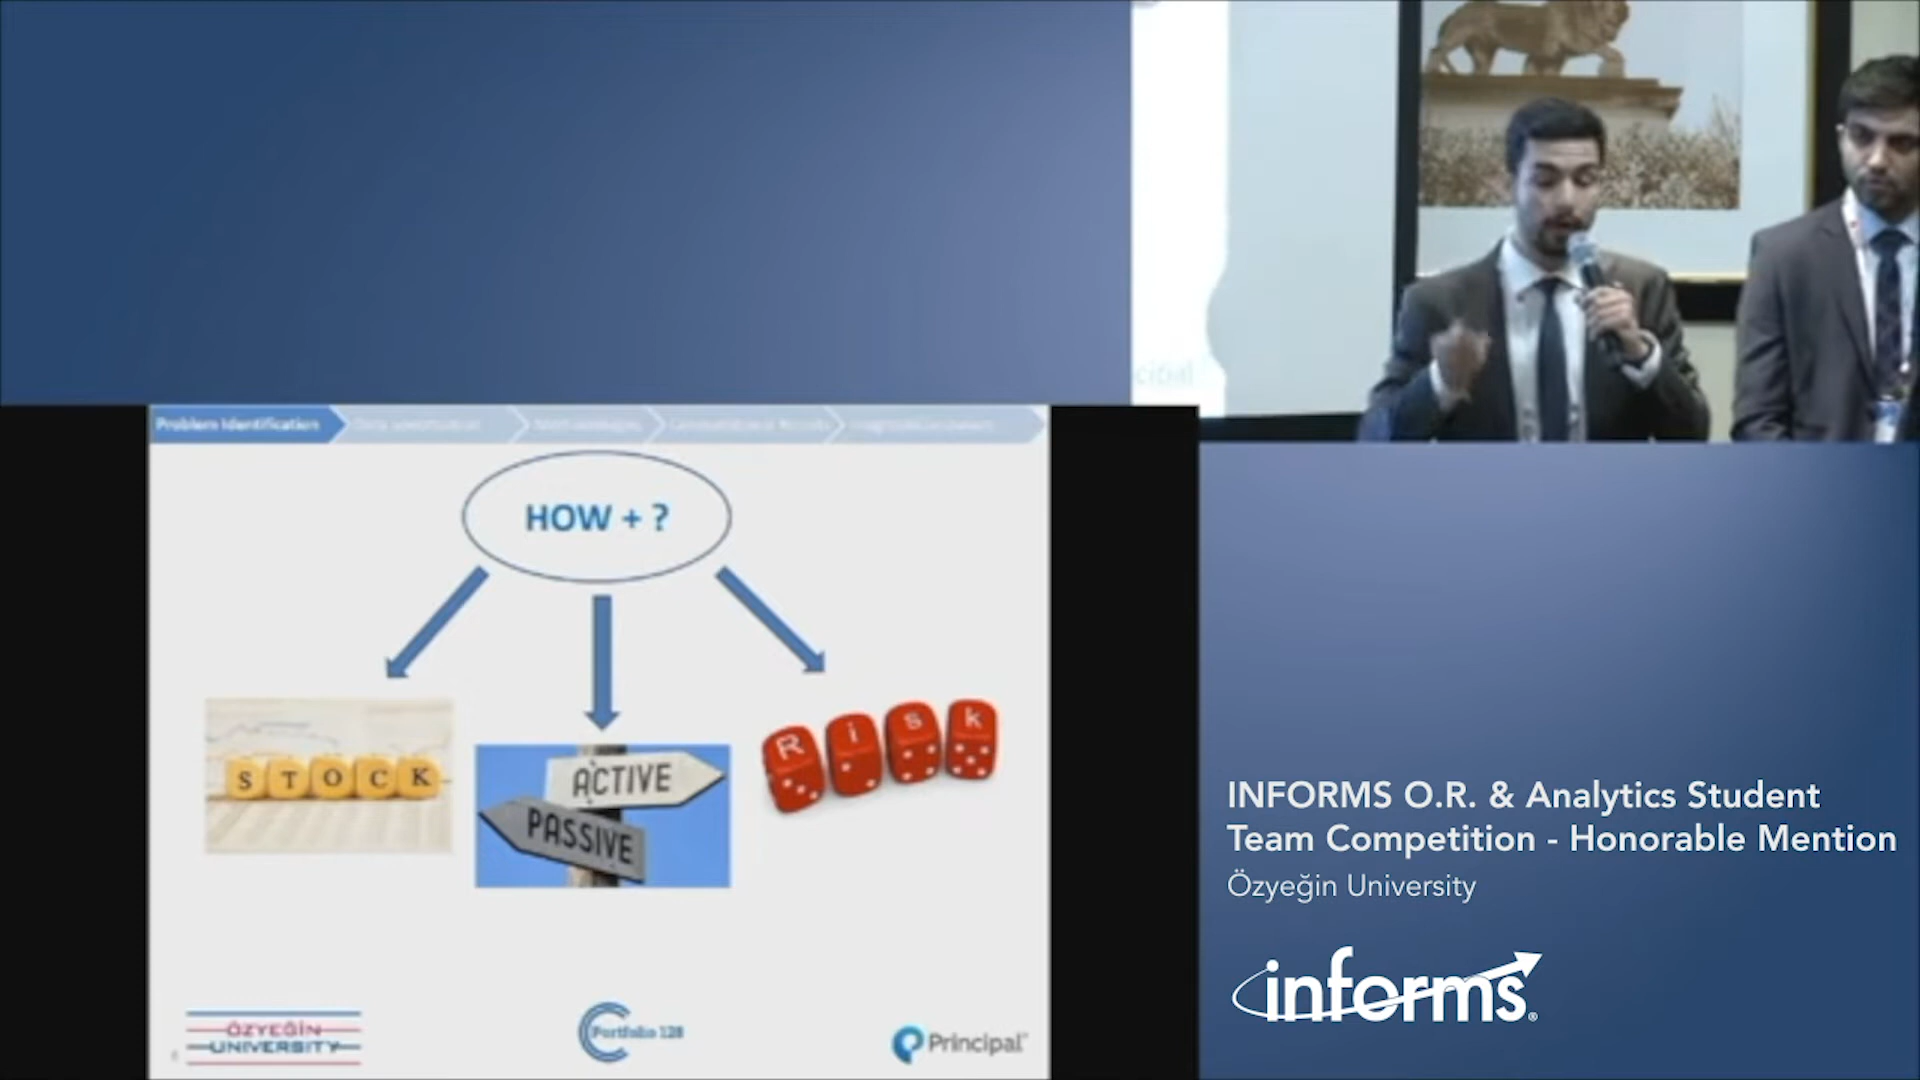 cipal
Problem Identification
HOW + ?
STOCK
ACTIVE
PASSIVE
Risk
ÖZYEĞİN
UNIVERSITY
Portfolio 128
Principal
INFORMS O.R. & Analytics Student
Team Competition - Honorable Mention
Özyeğin University
informs®